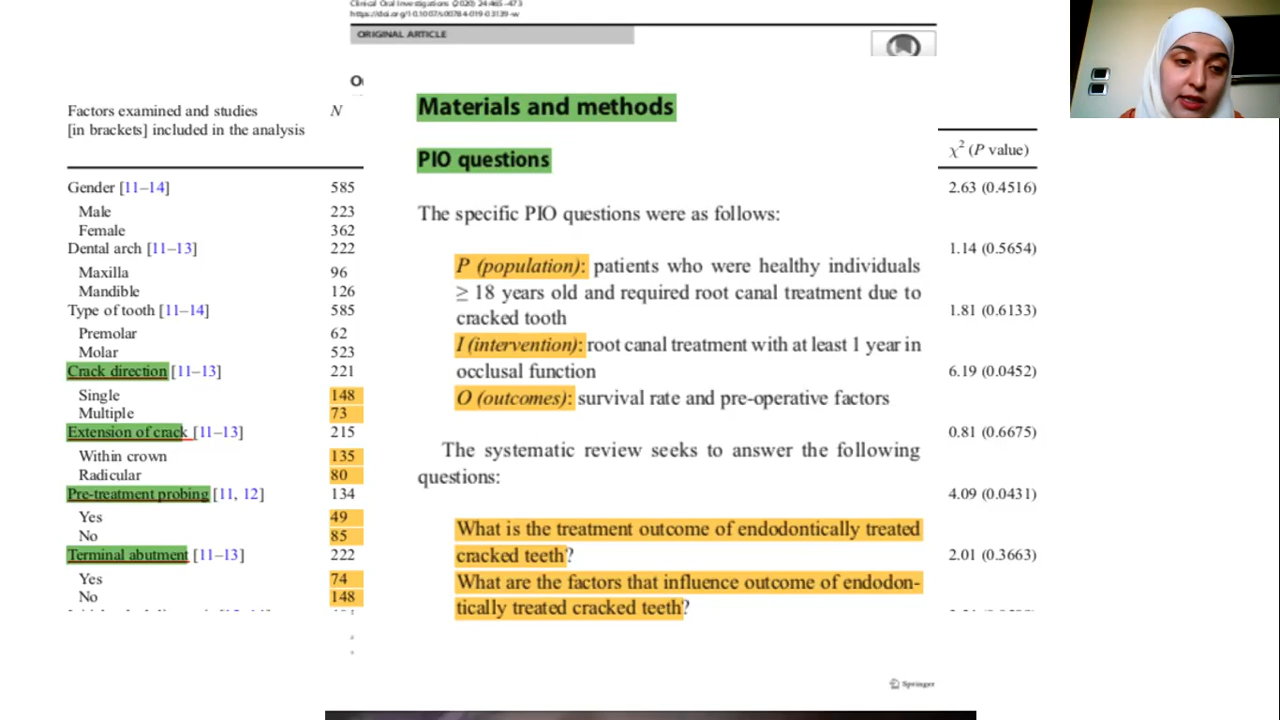 Clinical Oral Investigations (2020) 24:465–473
https://doi.org/10.1007/s00784-019-03139-w
ORIGINAL ARTICLE
Factors examined and studies
[in brackets] included in the analysis
N
χ² (P value)
Gender [11–14] 585 2.63 (0.4516)
Male 223
Female 362
Dental arch [11–13] 222 1.14 (0.5654)
Maxilla 96
Mandible 126
Type of tooth [11–14] 585 1.81 (0.6133)
Premolar 62
Molar 523
Crack direction [11–13] 221 6.19 (0.0452)
Single 148
Multiple 73
Extension of crack [11–13] 215 0.81 (0.6675)
Within crown 135
Radicular 80
Pre-treatment probing [11, 12] 134 4.09 (0.0431)
Yes 49
No 85
Terminal abutment [11–13] 222 2.01 (0.3663)
Yes 74
No 148
Materials and methods
PIO questions
The specific PIO questions were as follows:
P (population): patients who were healthy individuals
≥ 18 years old and required root canal treatment due to
cracked tooth
I (intervention): root canal treatment with at least 1 year in
occlusal function
O (outcomes): survival rate and pre-operative factors
The systematic review seeks to answer the following
questions:
What is the treatment outcome of endodontically treated
cracked teeth?
What are the factors that influence outcome of endodon-
tically treated cracked teeth?
Springer